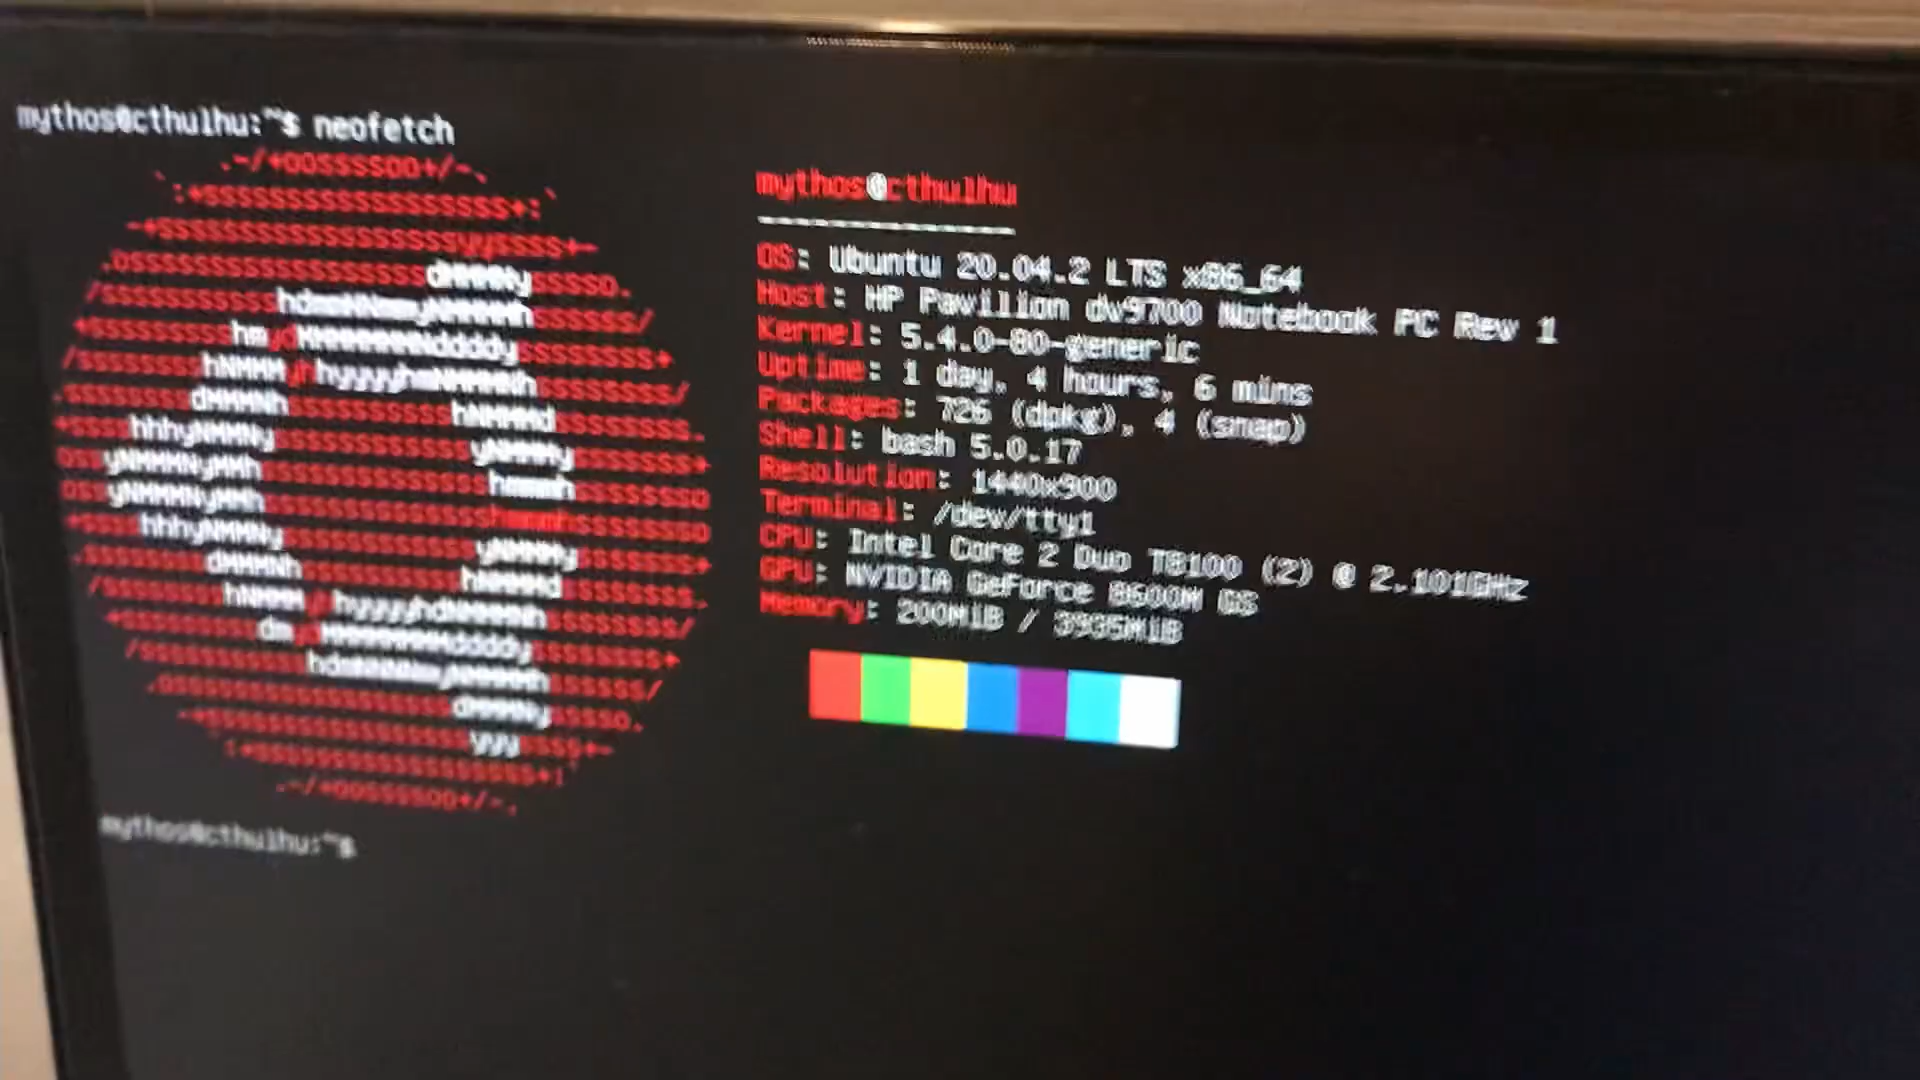 mythos@cthulhu:~$ neofetch
mythos@cthulhu
--------------
OS: Ubuntu 20.04.2 LTS x86_64
Host: HP Pavilion dv9700 Notebook PC Rev 1
Kernel: 5.4.0-80-generic
Uptime: 1 day, 4 hours, 6 mins
Packages: 726 (dpkg), 4 (snap)
Shell: bash 5.0.17
Resolution: 1440x900
Terminal: /dev/tty1
CPU: Intel Core 2 Duo T8100 (2) @ 2.101GHz
GPU: NVIDIA GeForce 8600M GS
Memory: 200MiB / 3935MiB
mythos@cthulhu:~$